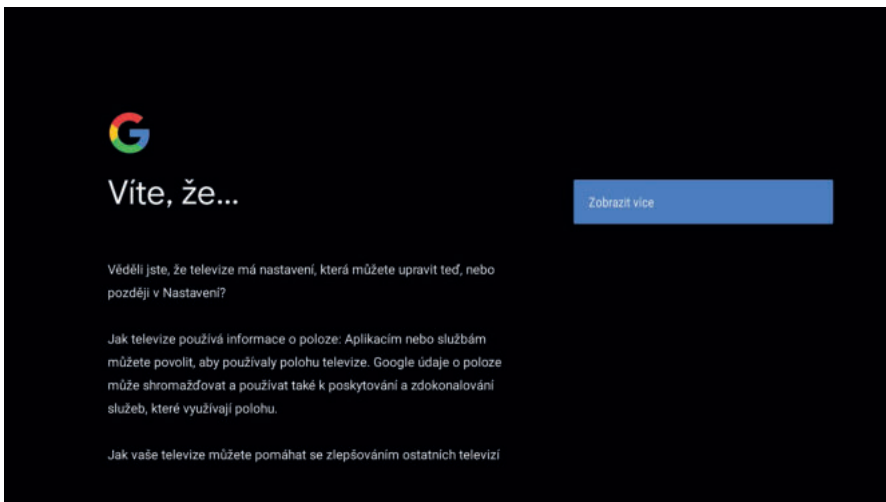 Víte, že...
Zobrazit více
Věděli jste, že televize má nastavení, která můžete upravit teď, nebo
později v Nastavení?
Jak televize používá informace o poloze: Aplikacím nebo službám
můžete povolit, aby používaly polohu televize. Google údaje o poloze
může shromažďovat a používat také k poskytování a zdokonalování
služeb, které využívají polohu.
Jak vaše televize můžete pomáhat se zlepšováním ostatních televizí